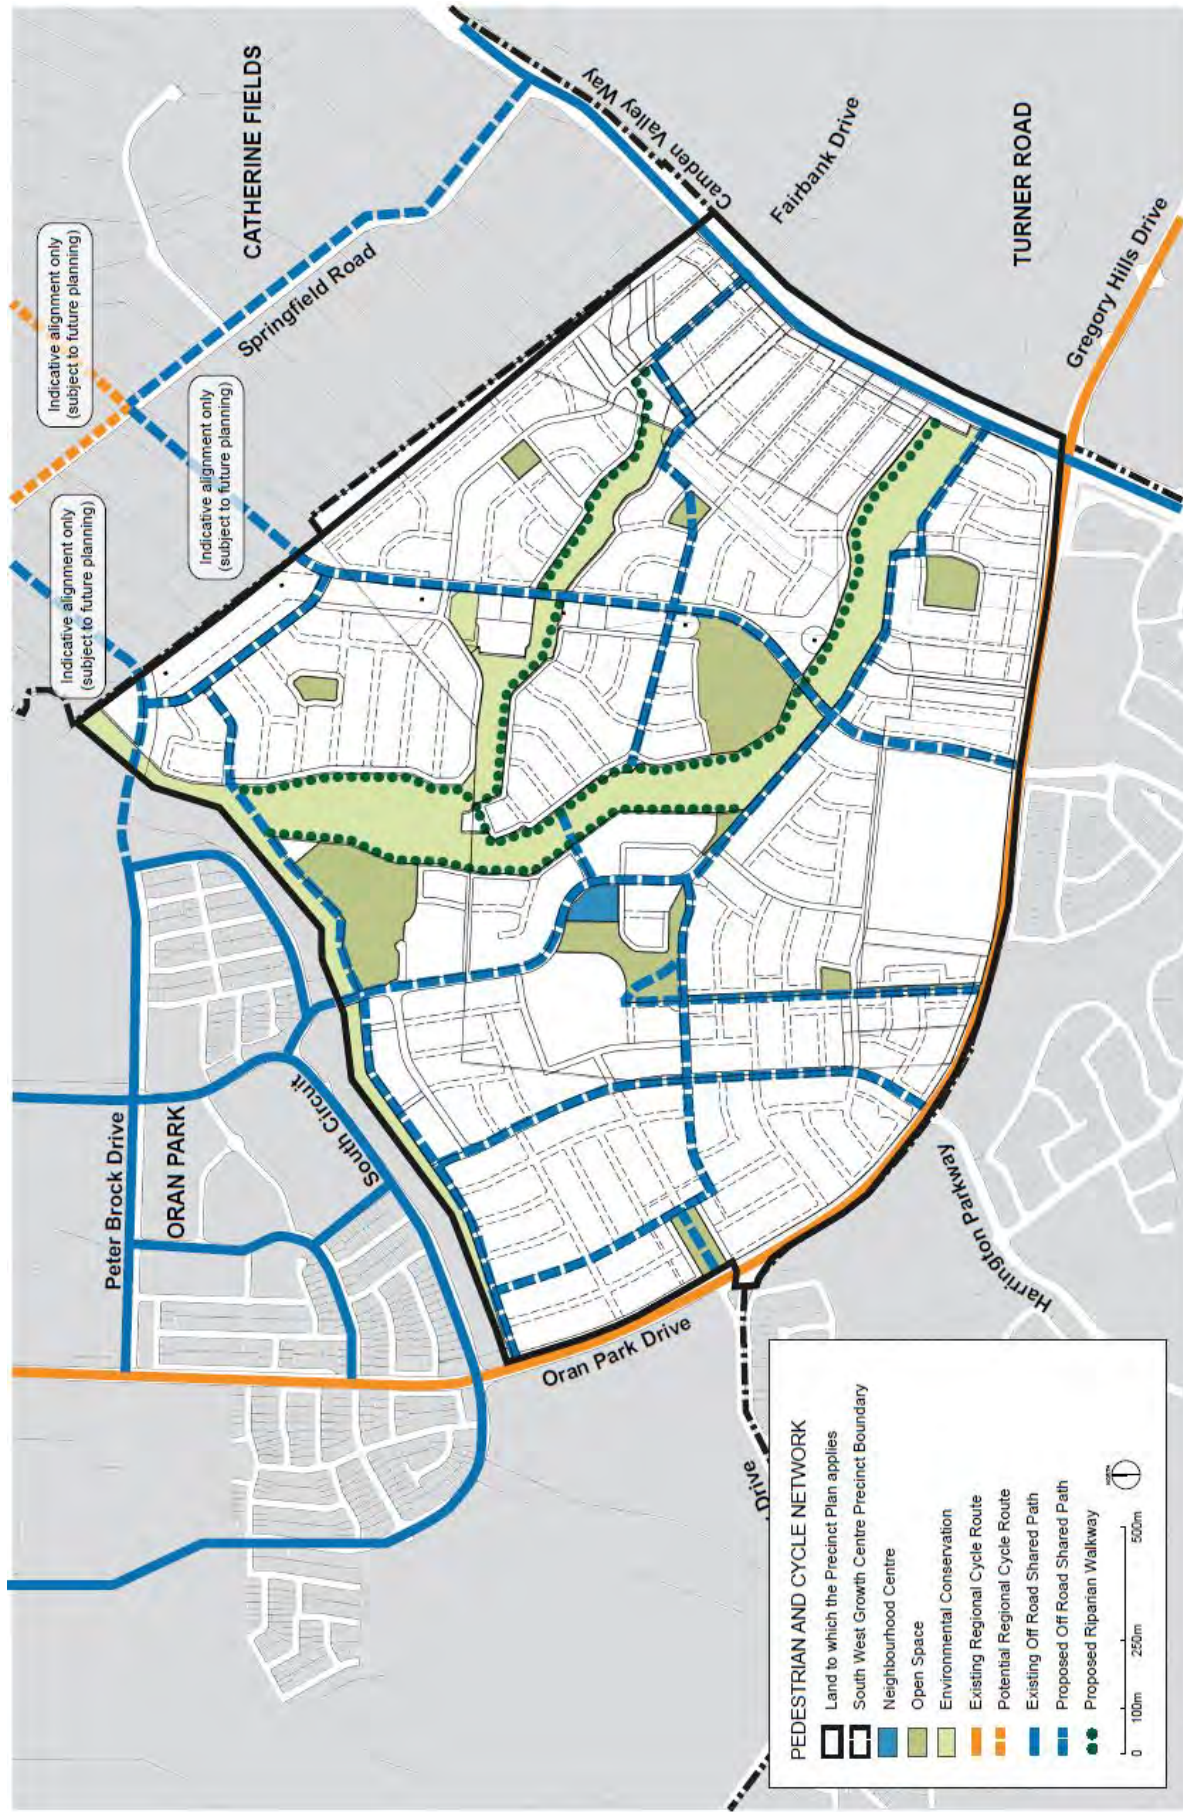 Indicative alignment only
(subject to future planning)
Indicative alignment only
(subject to future planning)
Indicative alignment only
(subject to future planning)
CATHERINE FIELDS
Springfield Road
Camden Valley Way
Fairbank Drive
TURNER ROAD
Gregory Hills Drive
Peter Brock Drive
ORAN PARK
South Circuit
Oran Park Drive
Harrington Parkway
Drive
PEDESTRIAN AND CYCLE NETWORK
Land to which the Precinct Plan applies
South West Growth Centre Precinct Boundary
Neighbourhood Centre
Open Space
Environmental Conservation
Existing Regional Cycle Route
Potential Regional Cycle Route
Existing Off Road Shared Path
Proposed Off Road Shared Path
Proposed Riparian Walkway
0 100m 250m 500m
NORTH